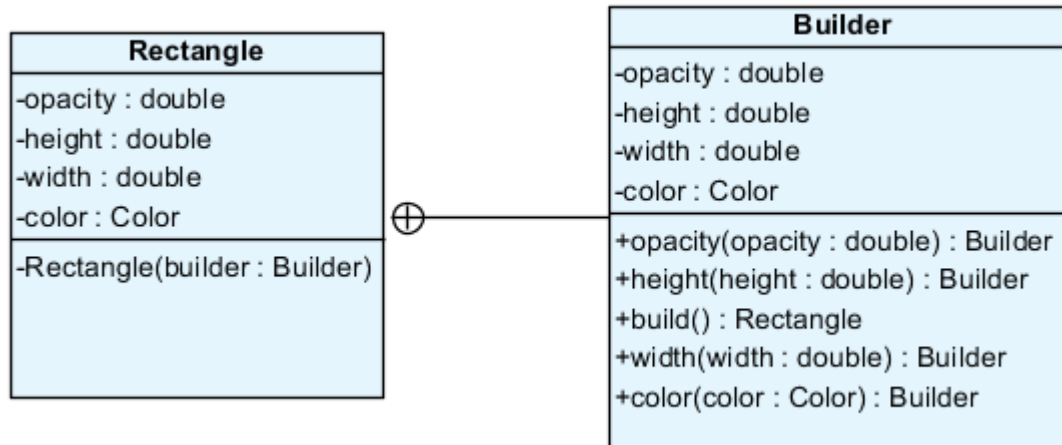 Rectangle
-opacity : double
-height : double
-width : double
-color : Color
-Rectangle(builder : Builder)
Builder
-opacity : double
-height : double
-width : double
-color : Color
+opacity(opacity : double) : Builder
+height(height : double) : Builder
+build() : Rectangle
+width(width : double) : Builder
+color(color : Color) : Builder